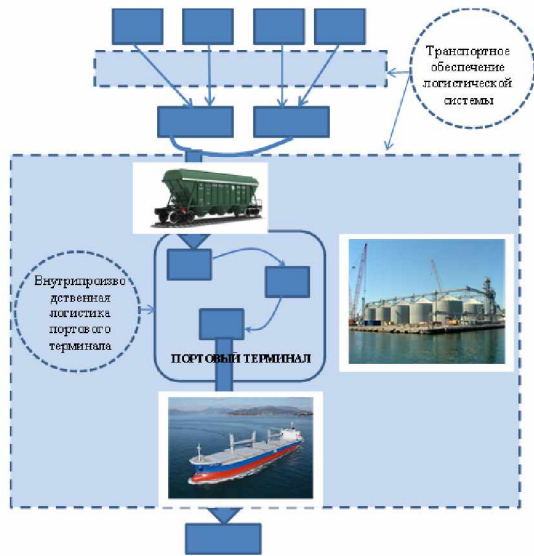 Транспортное
обеспечение
логистической
системы
Внутрипроизво
дственная
логистика
портового
терминала
ПОРТОВЫЙ ТЕРМИНАЛ